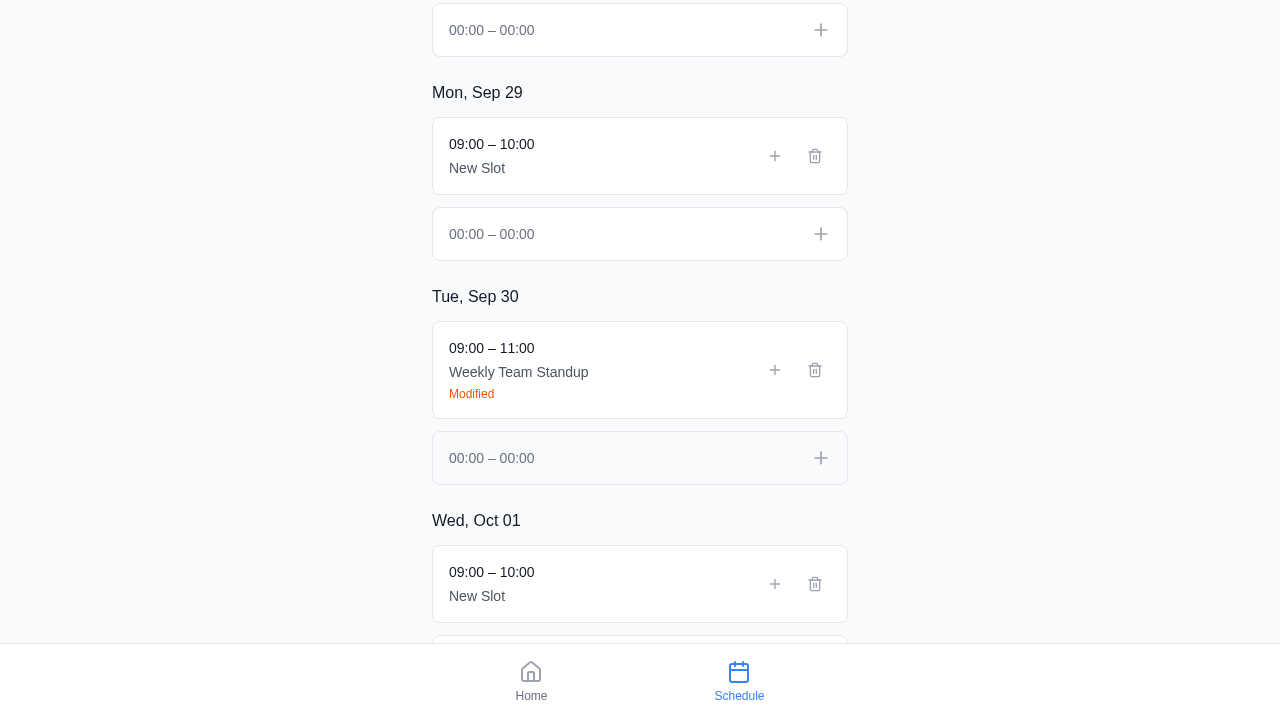 00:00 – 00:00
Mon, Sep 29
09:00 – 10:00
New Slot
00:00 – 00:00
Tue, Sep 30
09:00 – 11:00
Weekly Team Standup
Modified
00:00 – 00:00
Wed, Oct 01
09:00 – 10:00
New Slot
Home
Schedule